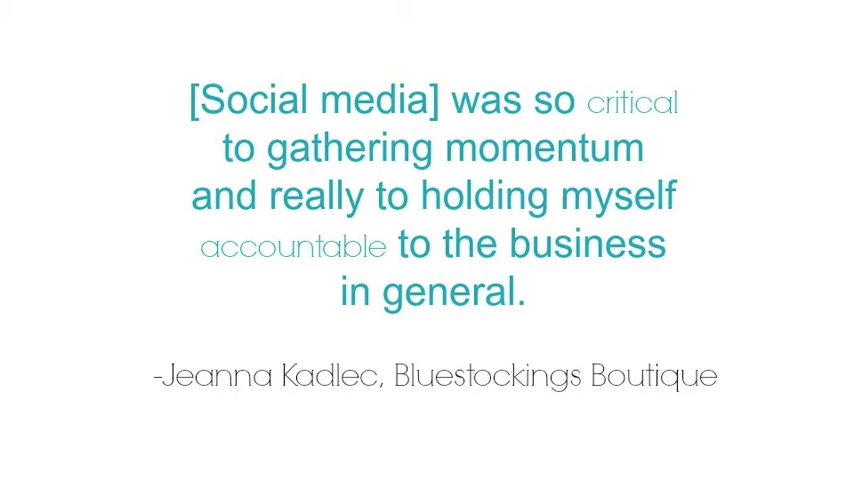 [Social media] was so critical
to gathering momentum
and really to holding myself
accountable to the business
in general.
-Jeanna Kadlec, Bluestockings Boutique